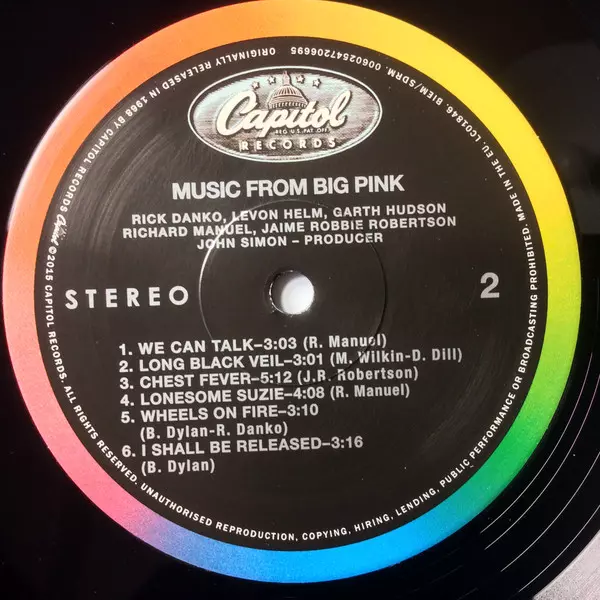 Capitol
REG. U.S. PAT. OFF.
RECORDS
MUSIC FROM BIG PINK
RICK DANKO, LEVON HELM, GARTH HUDSON
RICHARD MANUEL, JAIME ROBBIE ROBERTSON
JOHN SIMON – PRODUCER
STEREO
2
1. WE CAN TALK–3:03 (R. Manuel)
2. LONG BLACK VEIL–3:01 (M. Wilkin-D. Dill)
3. CHEST FEVER–5:12 (J.R. Robertson)
4. LONESOME SUZIE–4:08 (R. Manuel)
5. WHEELS ON FIRE–3:10
(B. Dylan-R. Danko)
6. I SHALL BE RELEASED–3:16
(B. Dylan)
ORIGINALLY RELEASED IN 1968 BY CAPITOL RECORDS Capitol ©2015 CAPITOL RECORDS. ALL RIGHTS RESERVED. UNAUTHORISED REPRODUCTION, COPYING, HIRING, LENDING, PUBLIC PERFORMANCE OR BROADCASTING PROHIBITED. MADE IN THE EU. LC01846. BIEM/SDRM. 00602547206695